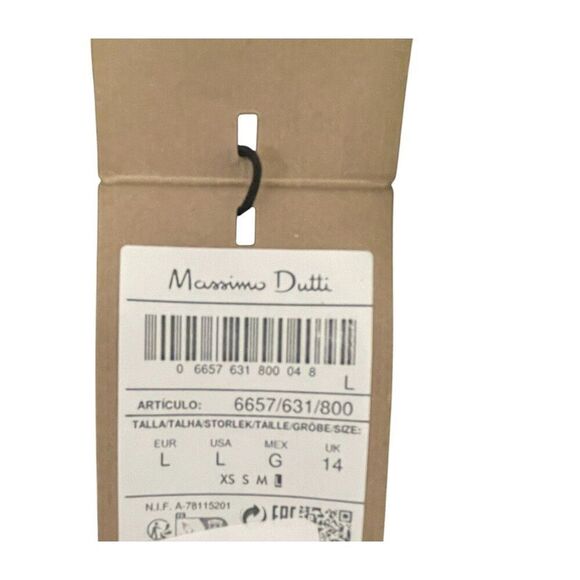 Massimo Dutti
0 6657 631 800 04 8
L
ARTÍCULO: 6657/631/800
TALLA/TALHA/STORLEK/TAILLE/GRÖBE/SIZE:
EUR USA MEX UK
L L G 14
XS S M L
N.I.F. A-78115201